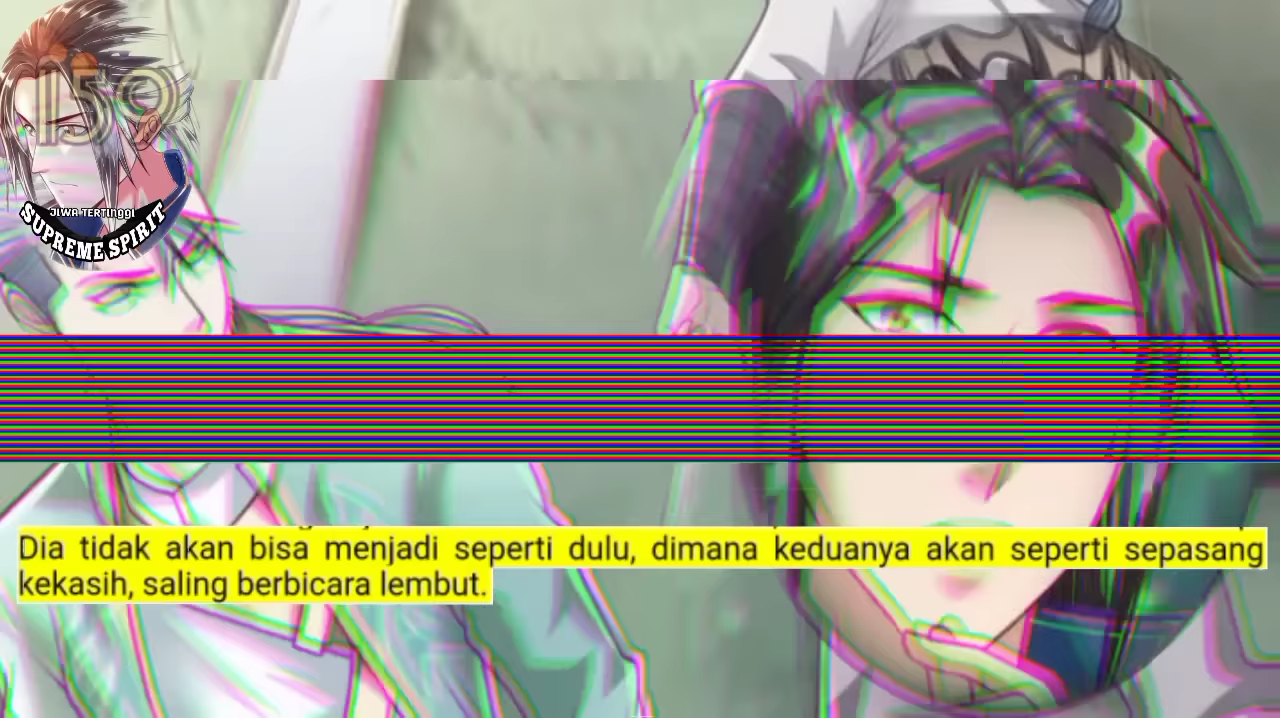 159
JIWA TERTINGGI
SUPREME SPIRIT
Dia tidak akan bisa menjadi seperti dulu, dimana keduanya akan seperti sepasang
kekasih, saling berbicara lembut.